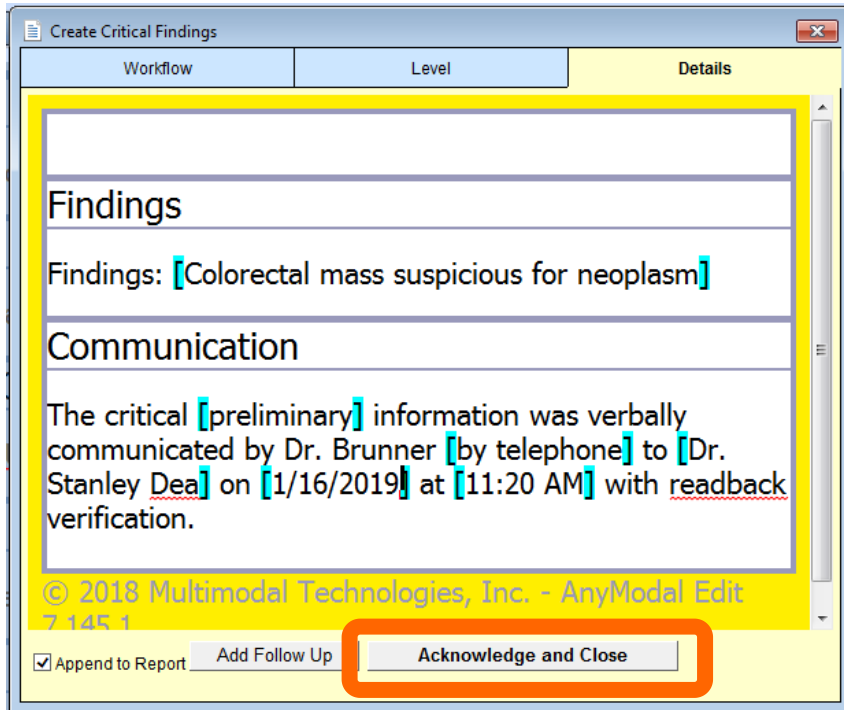 Create Critical Findings
Workflow
Level
Details
Findings
Findings: [Colorectal mass suspicious for neoplasm]
Communication
The critical [preliminary] information was verbally
communicated by Dr. Brunner [by telephone] to [Dr.
Stanley Dea] on [1/16/2019] at [11:20 AM] with readback
verification.
© 2018 Multimodal Technologies, Inc. - AnyModal Edit
7.145.1
Append to Report
Add Follow Up
Acknowledge and Close